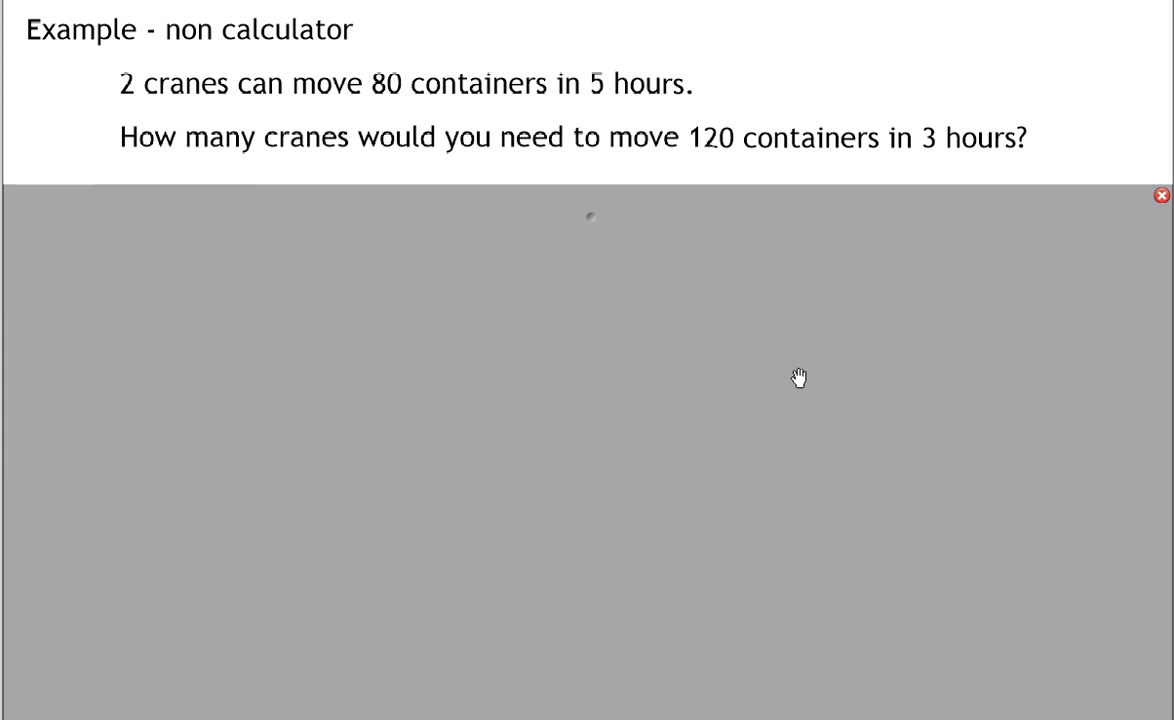 Example - non calculator
2 cranes can move 80 containers in 5 hours.
How many cranes would you need to move 120 containers in 3 hours?